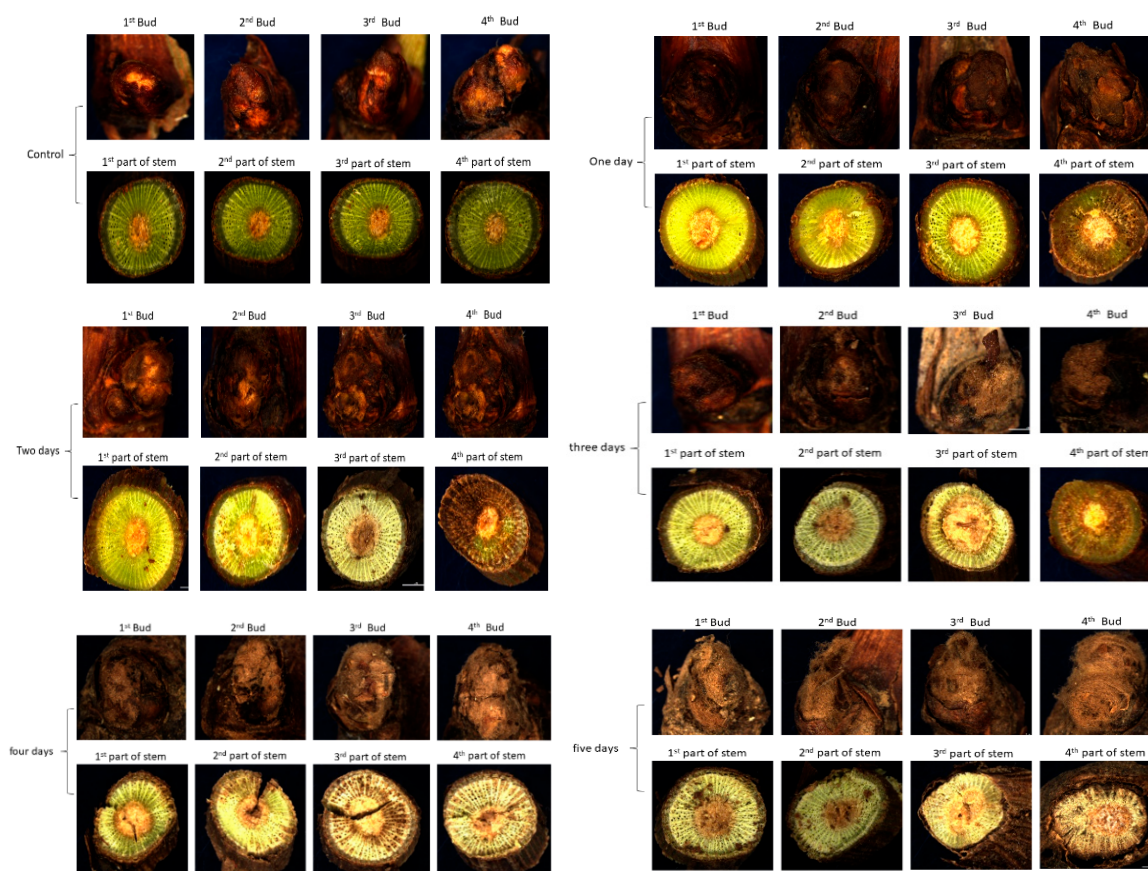 1st Bud 2nd Bud 3rd Bud 4th Bud
Control
1st part of stem 2nd part of stem 3rd part of stem 4th part of stem
1st Bud 2nd Bud 3rd Bud 4th Bud
One day
1st part of stem 2nd part of stem 3rd part of stem 4th part of stem
1st Bud 2nd Bud 3rd Bud 4th Bud
Two days
1st part of stem 2nd part of stem 3rd part of stem 4th part of stem
1st Bud 2nd Bud 3rd Bud 4th Bud
three days
1st part of stem 2nd part of stem 3rd part of stem 4th part of stem
1st Bud 2nd Bud 3rd Bud 4th Bud
four days
1st part of stem 2nd part of stem 3rd part of stem 4th part of stem
1st Bud 2nd Bud 3rd Bud 4th Bud
five days
1st part of stem 2nd part of stem 3rd part of stem 4th part of stem